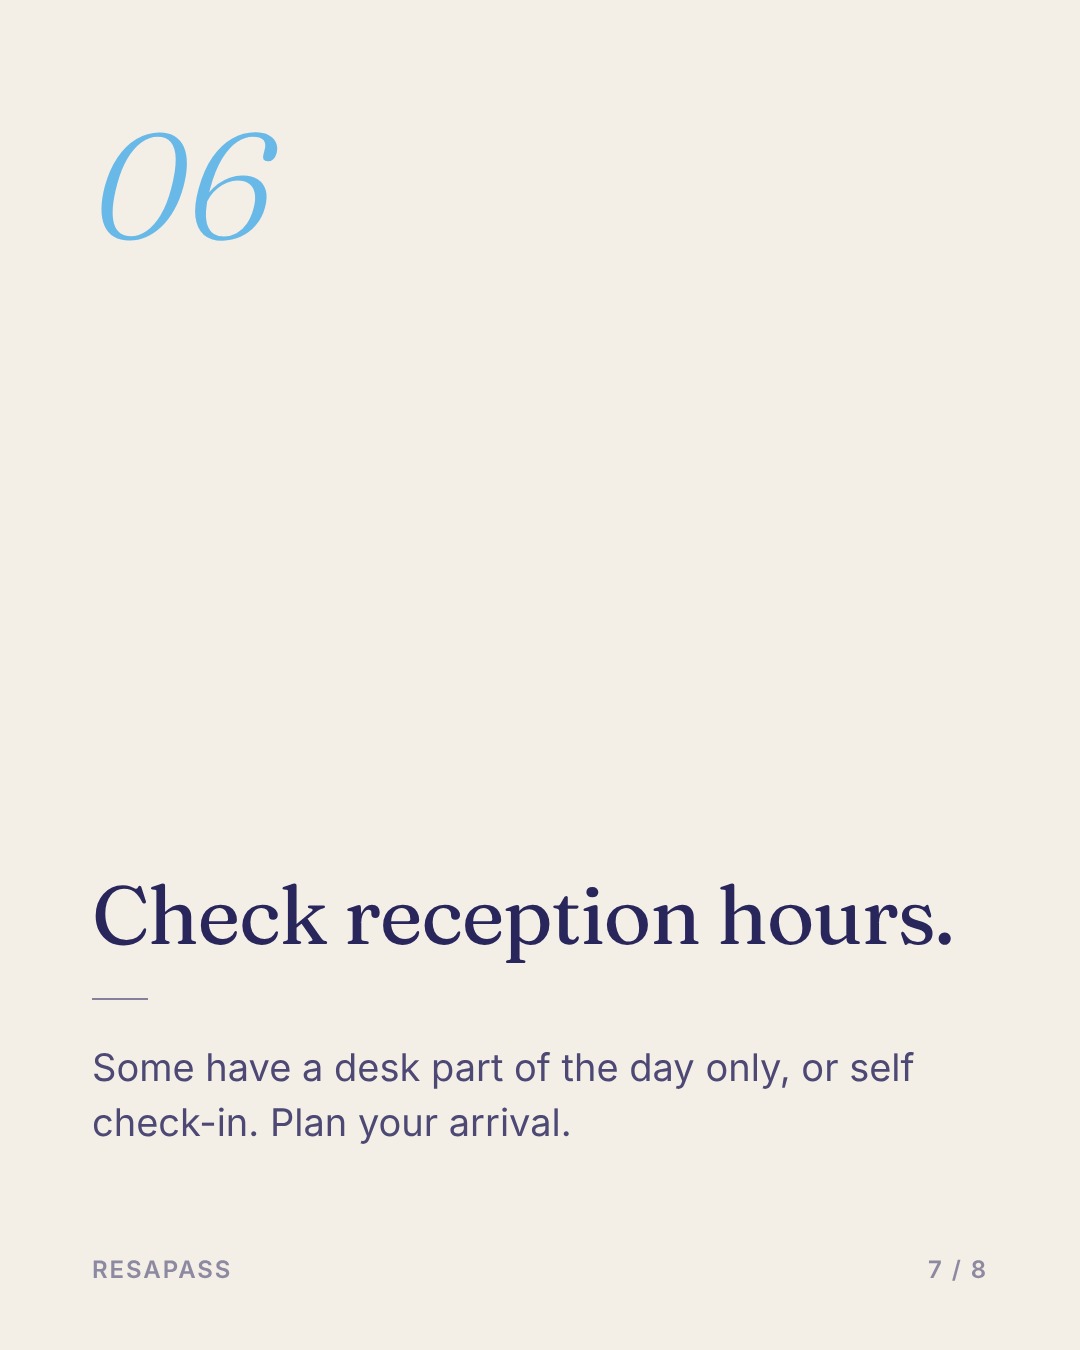 06
Check reception hours.
Some have a desk part of the day only, or self
check-in. Plan your arrival.
RESAPASS
7 / 8